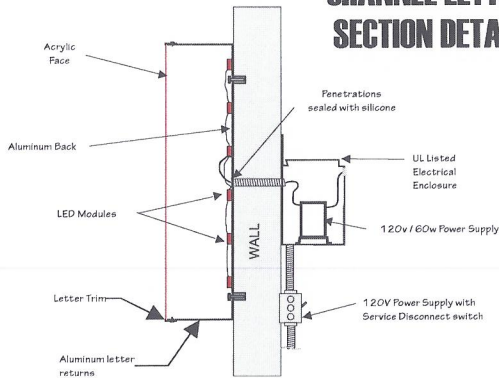 SECTION DETA
Acrylic
Face
Penetrations
sealed with silicone
Aluminum Back
UL Listed
Electrical
Enclosure
LED Modules
120v / 60w Power Supply
WALL
Letter Trim
120V Power Supply with
Service Disconnect switch
Aluminum letter
returns